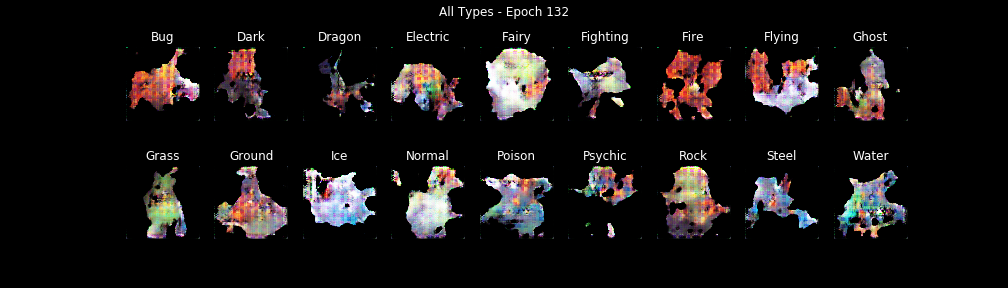 All Types - Epoch 132
Bug Dark Dragon Electric Fairy Fighting Fire Flying Ghost
Grass Ground Ice Normal Poison Psychic Rock Steel Water